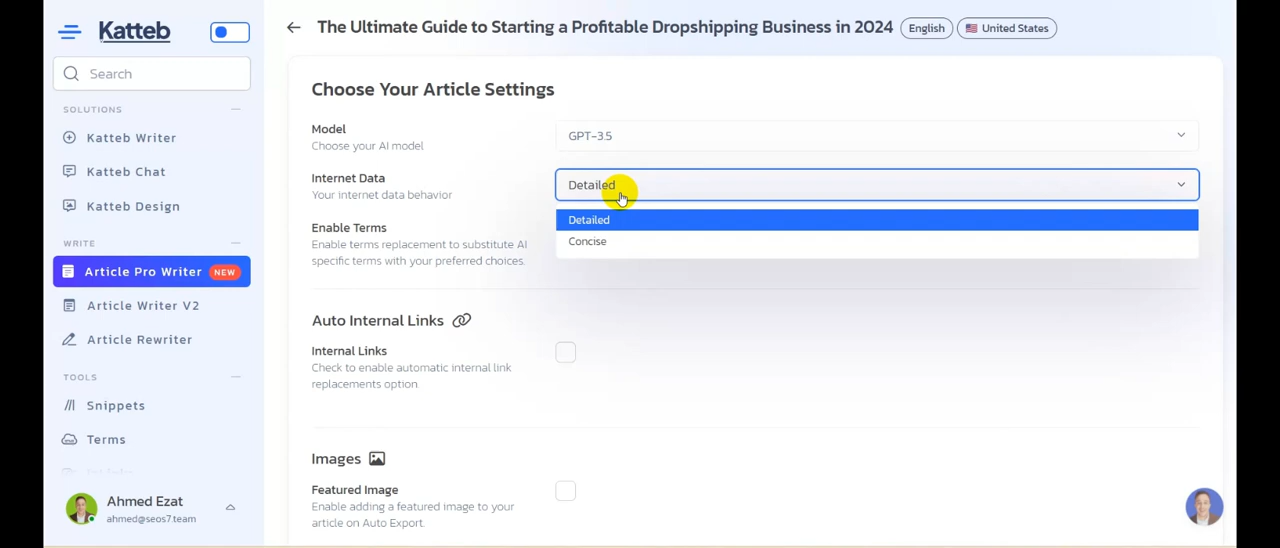 Katteb
Search
SOLUTIONS
Katteb Writer
Katteb Chat
Katteb Design
WRITE
Article Pro Writer NEW
Article Writer V2
Article Rewriter
TOOLS
Snippets
Terms
Ahmed Ezat
ahmed@seos7.team
The Ultimate Guide to Starting a Profitable Dropshipping Business in 2024 English United States
Choose Your Article Settings
Model
Choose your AI model
GPT-3.5
Internet Data
Your internet data behavior
Detailed
Detailed
Concise
Enable Terms
Enable terms replacement to substitute AI
specific terms with your preferred choices.
Auto Internal Links
Internal Links
Check to enable automatic internal link
replacements option.
Images
Featured Image
Enable adding a featured image to your
article on Auto Export.